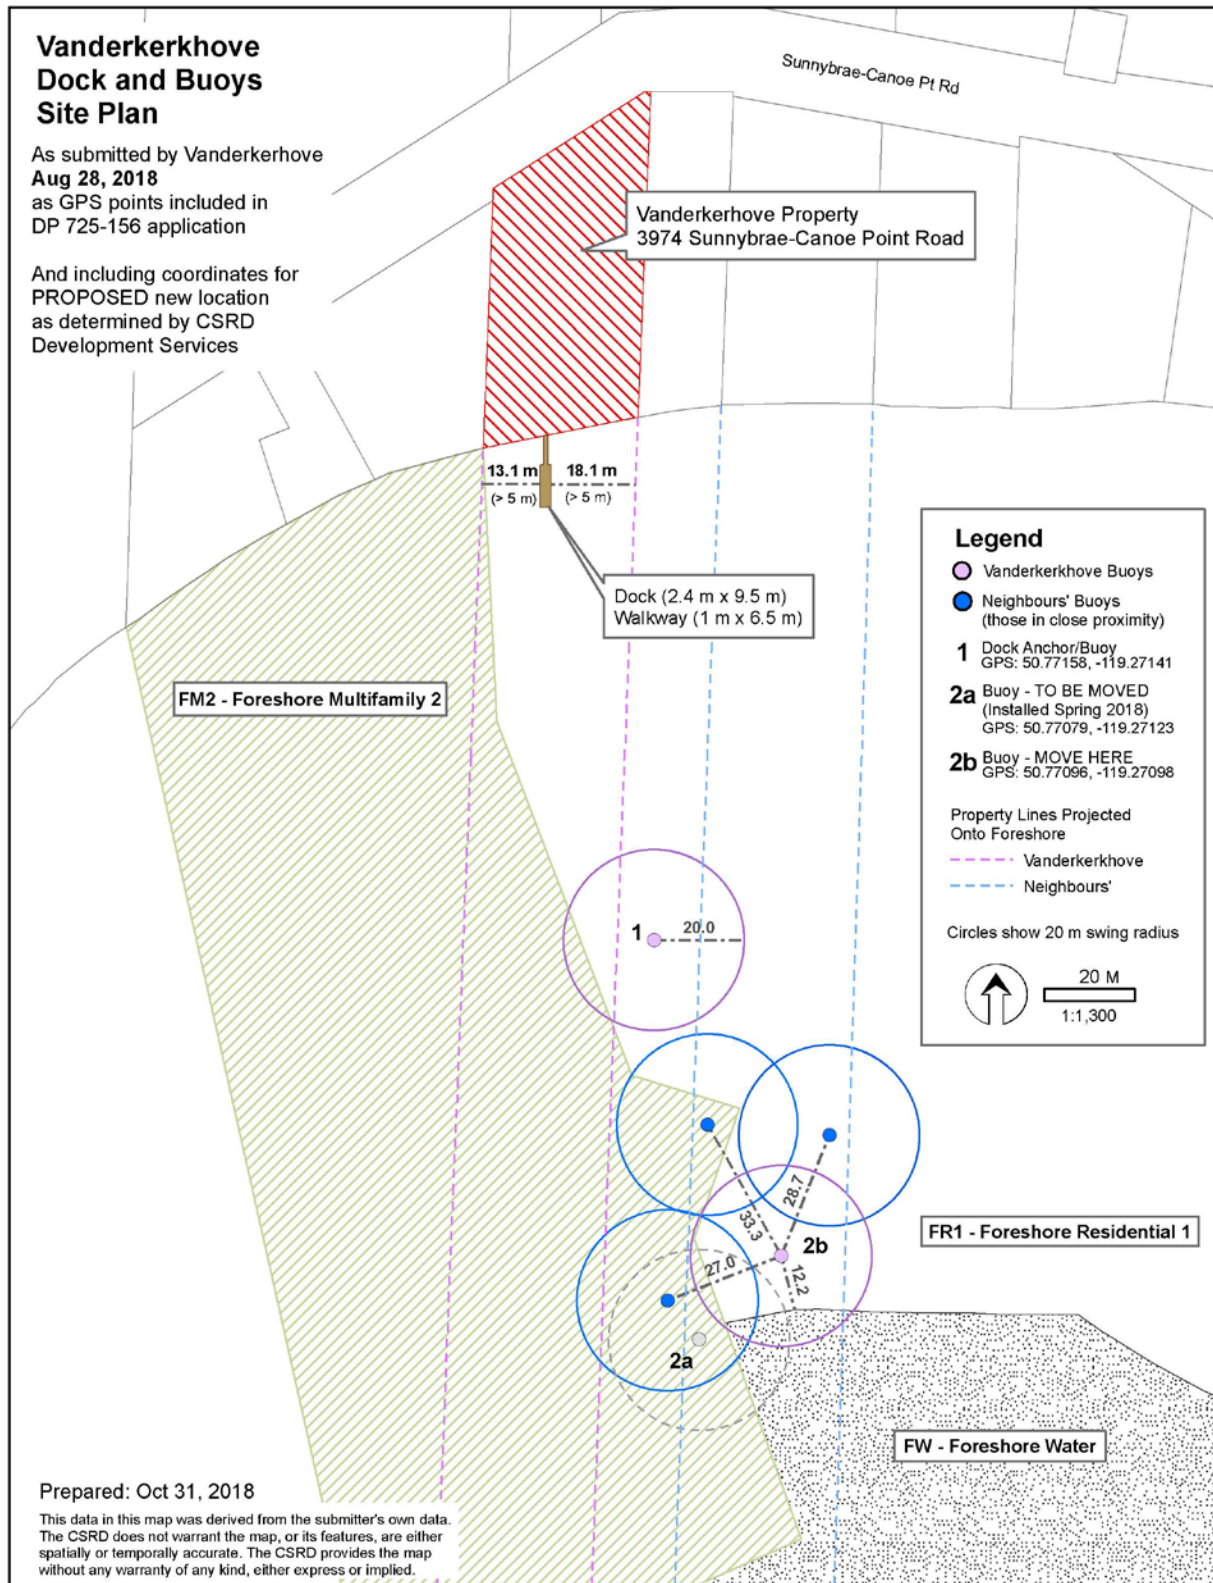 Vanderkerkhove
Dock and Buoys
Site Plan
As submitted by Vanderkerhove
Aug 28, 2018
as GPS points included in
DP 725-156 application
And including coordinates for
PROPOSED new location
as determined by CSRD
Development Services
Sunnybrae-Canoe Pt Rd
Vanderkerhove Property
3974 Sunnybrae-Canoe Point Road
13.1 m
18.1 m
(> 5 m)
(> 5 m)
Dock (2.4 m x 9.5 m)
Walkway (1 m x 6.5 m)
FM2 - Foreshore Multifamily 2
Legend
Vanderkerkhove Buoys
Neighbours' Buoys
(those in close proximity)
1 Dock Anchor/Buoy
GPS: 50.77158, -119.27141
2a Buoy - TO BE MOVED
(Installed Spring 2018)
GPS: 50.77079, -119.27123
2b Buoy - MOVE HERE
GPS: 50.77096, -119.27098
Property Lines Projected
Onto Foreshore
Vanderkerkhove
Neighbours'
Circles show 20 m swing radius
20 M
1:1,300
1
20.0
28.7
33.3
2b
27.0
12.2
2a
FR1 - Foreshore Residential 1
FW - Foreshore Water
Prepared: Oct 31, 2018
This data in this map was derived from the submitter's own data.
The CSRD does not warrant the map, or its features, are either
spatially or temporally accurate. The CSRD provides the map
without any warranty of any kind, either express or implied.